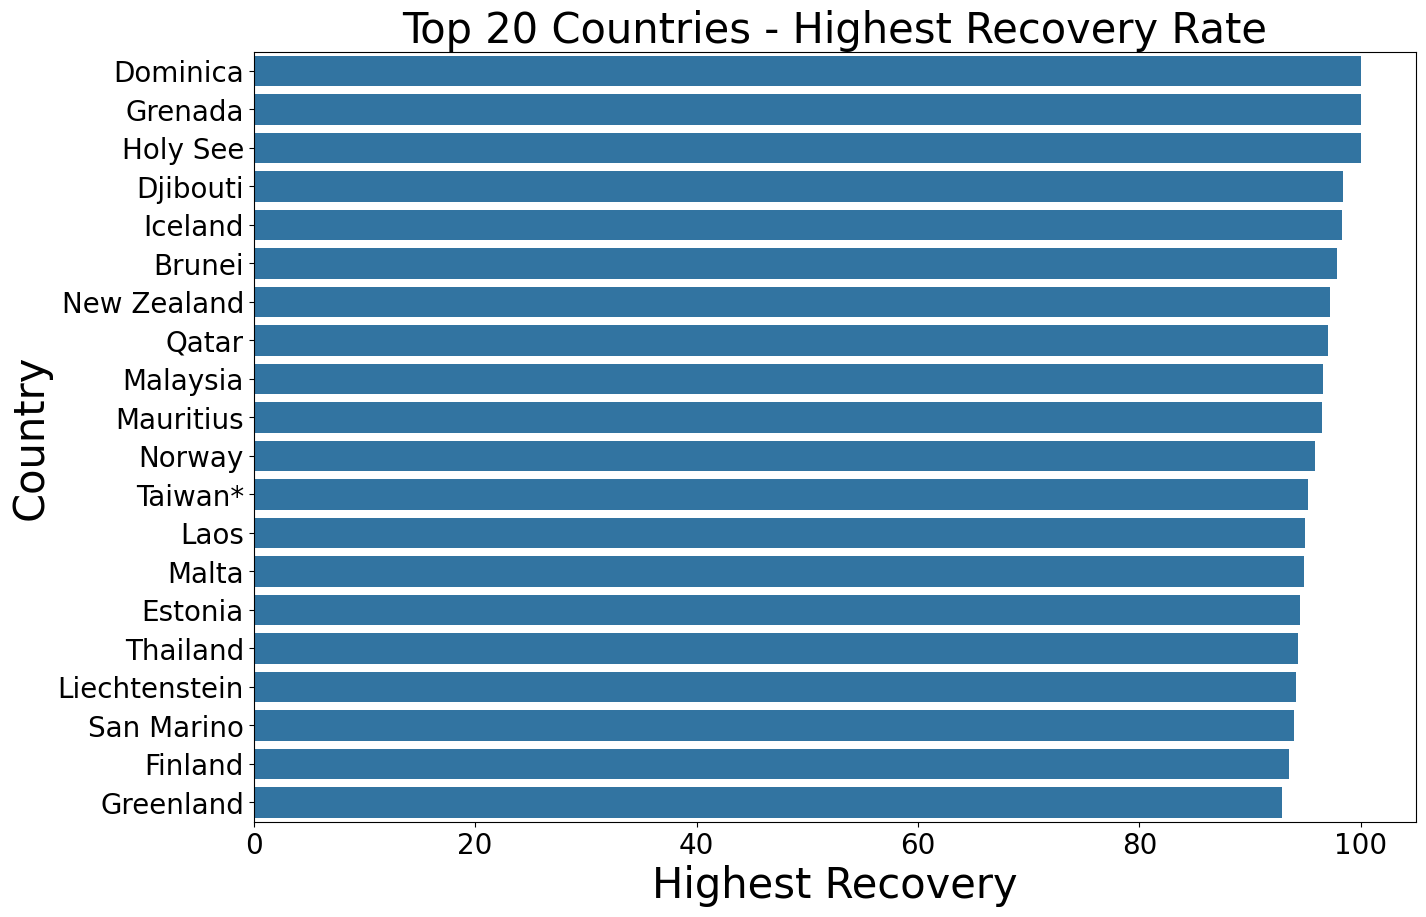 Top 20 Countries - Highest Recovery Rate
Dominica
Grenada
Holy See
Djibouti
Iceland
Brunei
New Zealand
Qatar
Malaysia
Mauritius
Norway
Taiwan*
Laos
Malta
Estonia
Thailand
Liechtenstein
San Marino
Finland
Greenland
Country
0 20 40 60 80 100
Highest Recovery